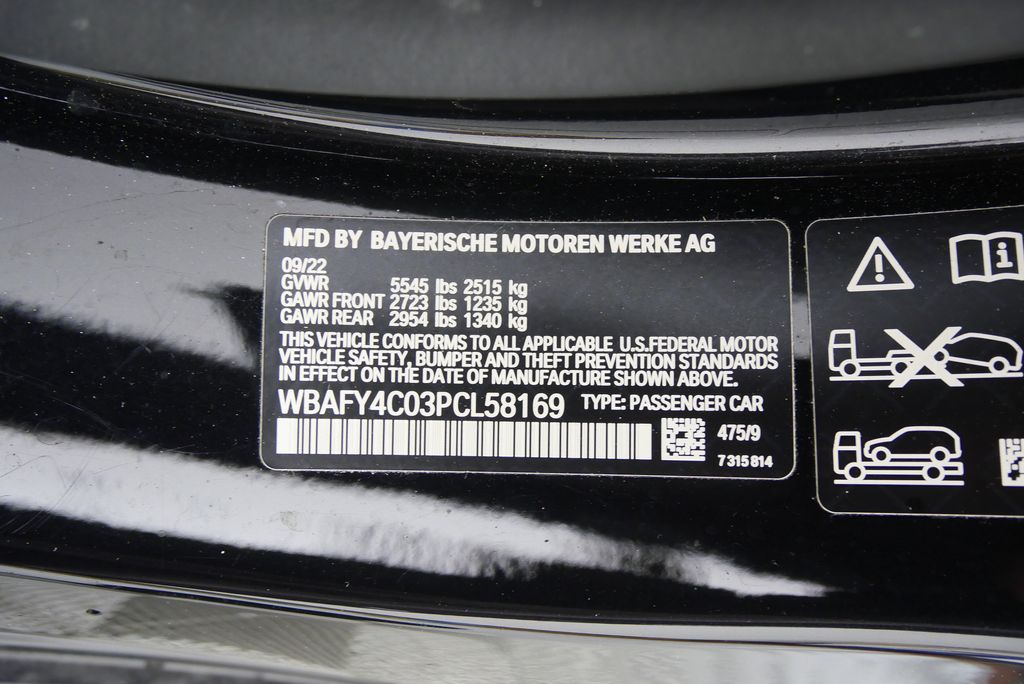 MFD BY BAYERISCHE MOTOREN WERKE AG
09/22
GVWR 5545 lbs 2515 kg
GAWR FRONT 2723 lbs 1235 kg
GAWR REAR 2954 lbs 1340 kg
THIS VEHICLE CONFORMS TO ALL APPLICABLE U.S.FEDERAL MOTOR
VEHICLE SAFETY, BUMPER AND THEFT PREVENTION STANDARDS
IN EFFECT ON THE DATE OF MANUFACTURE SHOWN ABOVE.
WBAFY4C03PCL58169 TYPE: PASSENGER CAR
475/9
7 315 814